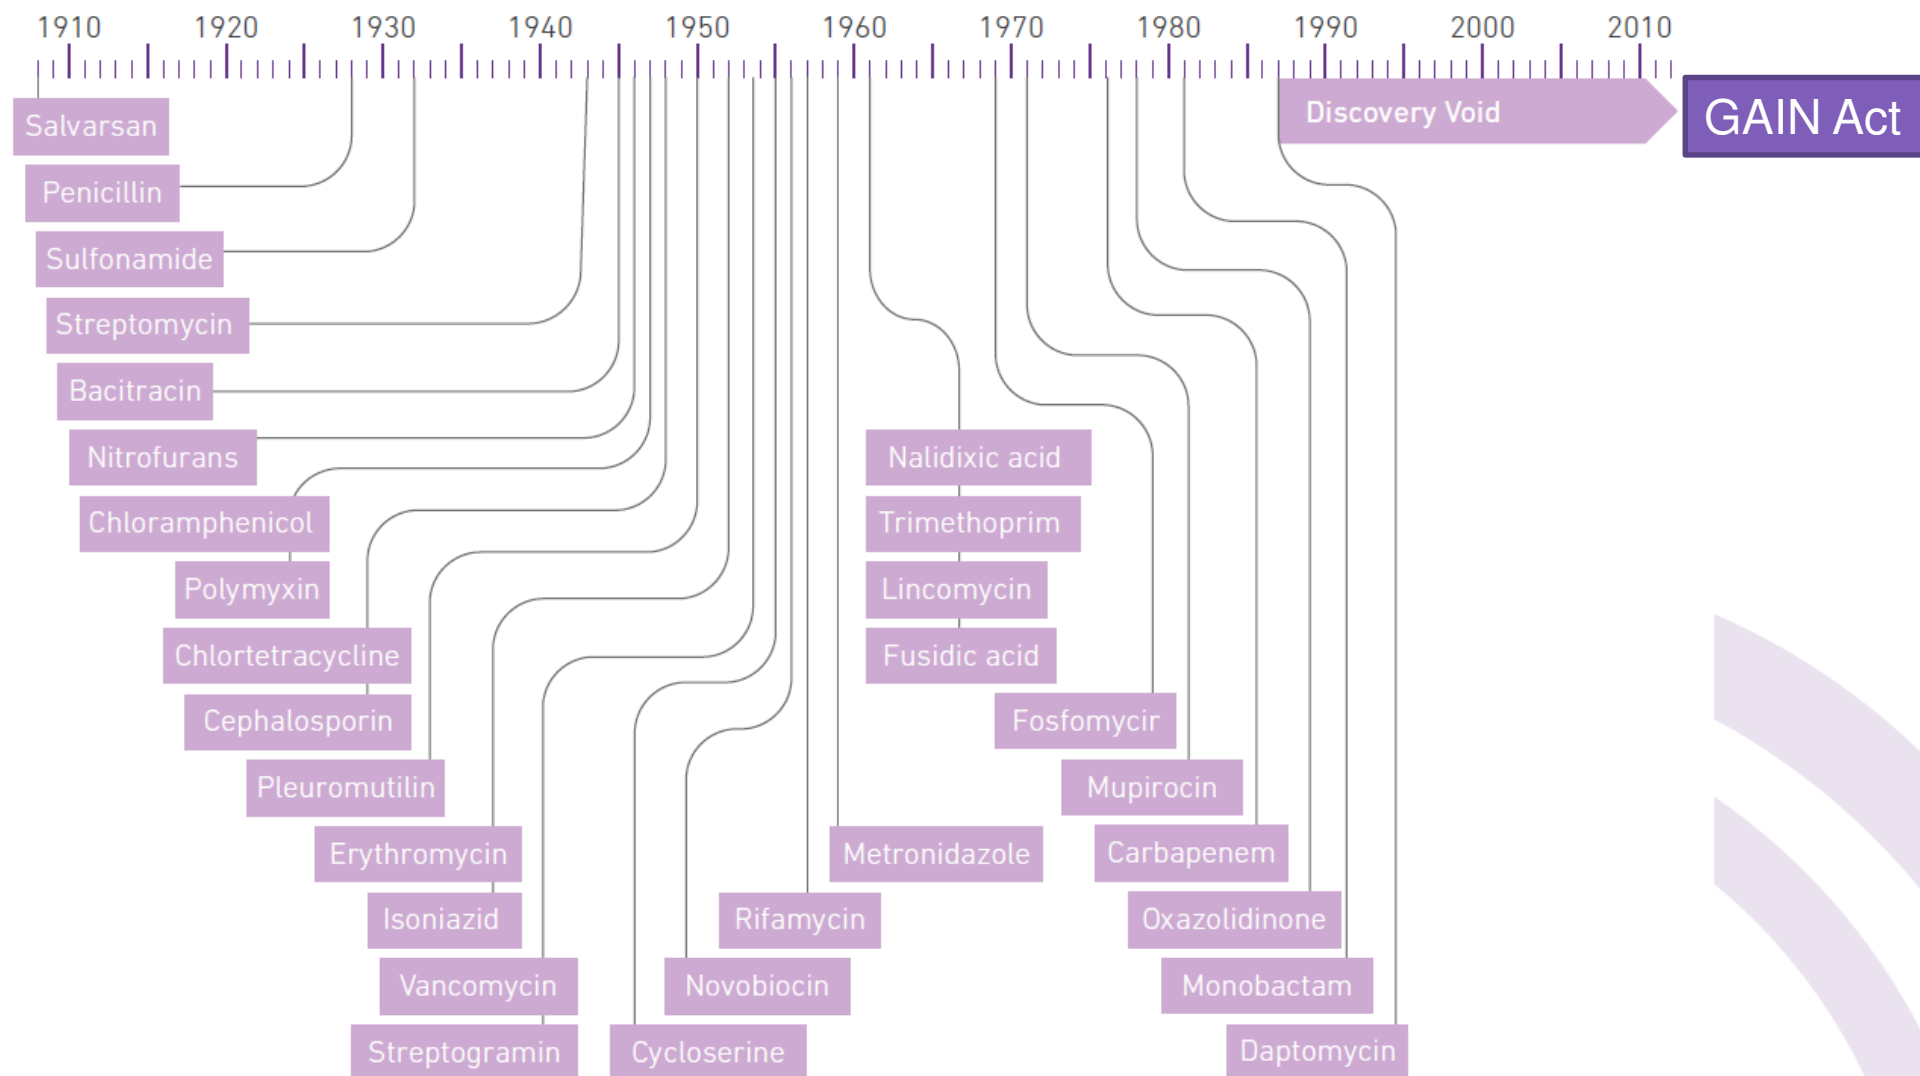 1910 1920 1930 1940 1950 1960 1970 1980 1990 2000 2010
Discovery Void
GAIN Act
Salvarsan
Penicillin
Sulfonamide
Streptomycin
Bacitracin
Nitrofurans
Nalidixic acid
Chloramphenicol
Trimethoprim
Polymyxin
Lincomycin
Chlortetracycline
Fusidic acid
Cephalosporin
Fosfomycir
Pleuromutilin
Mupirocin
Erythromycin
Metronidazole
Carbapenem
Isoniazid
Rifamycin
Oxazolidinone
Vancomycin
Novobiocin
Monobactam
Streptogramin
Cycloserine
Daptomycin